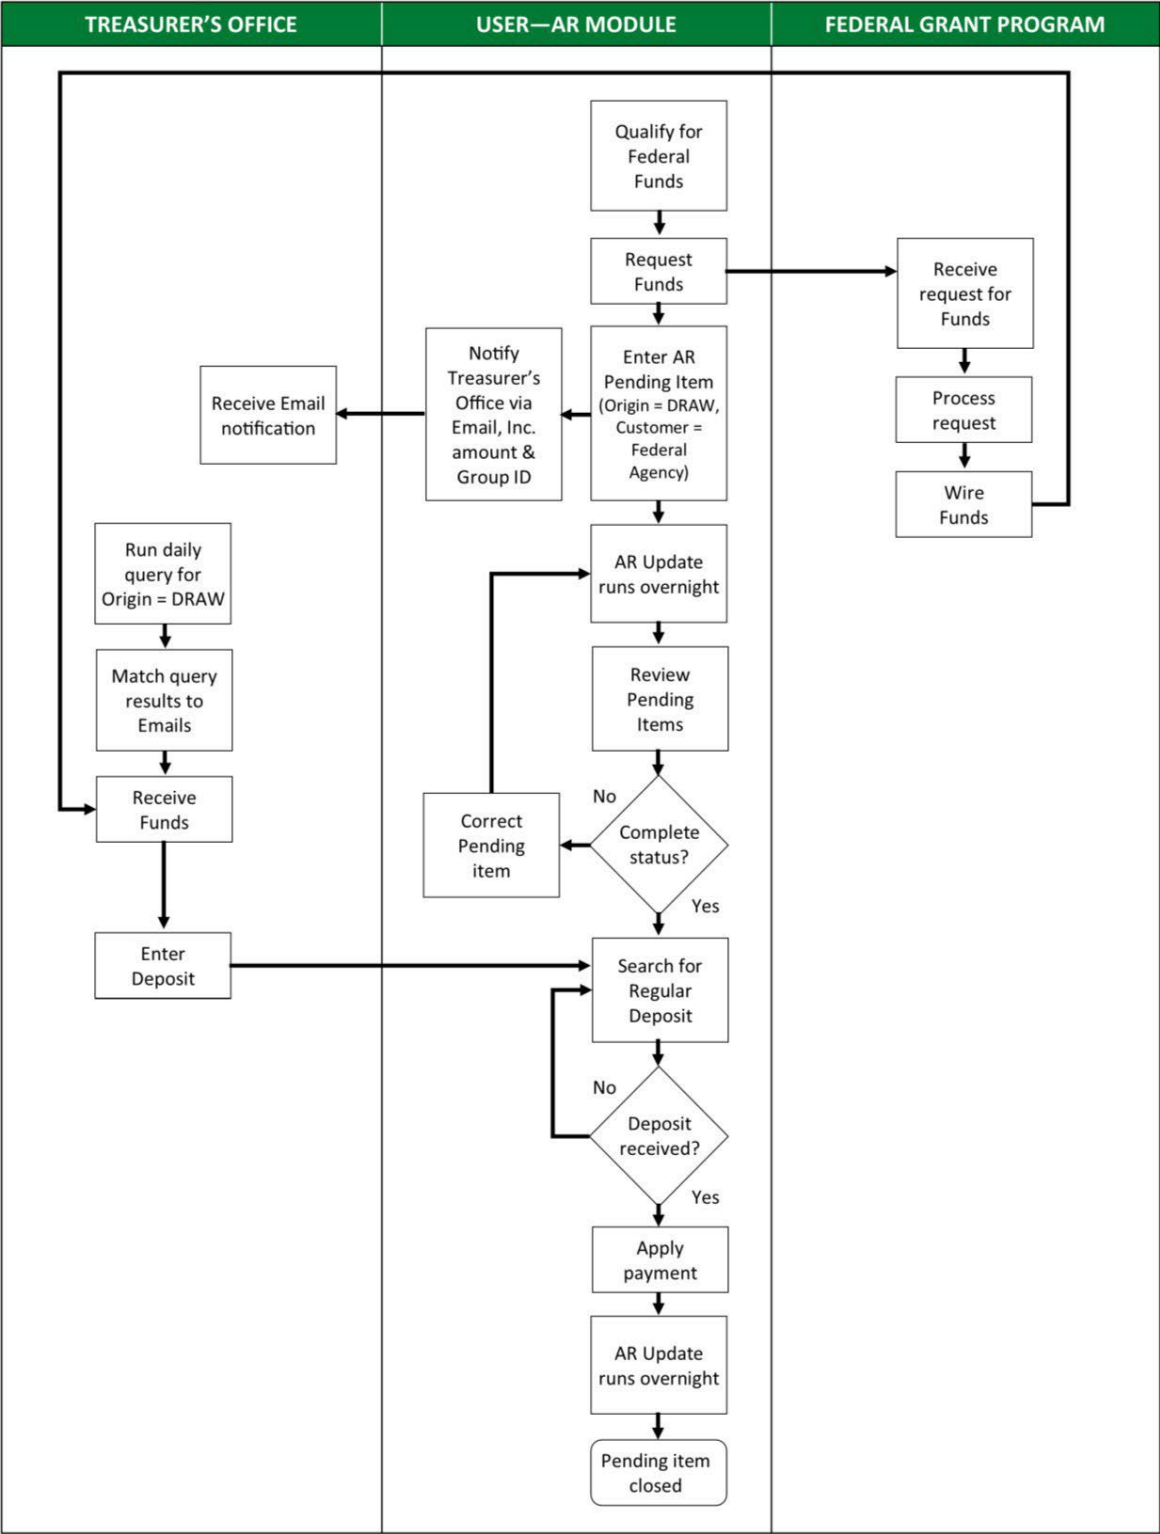 TREASURER’S OFFICE
USER—AR MODULE
FEDERAL GRANT PROGRAM
Qualify for
Federal
Funds
Request
Funds
Receive
request for
Funds
Enter AR
Pending Item
(Origin = DRAW,
Customer =
Federal
Agency)
Notify
Treasurer’s
Office via
Email, Inc.
amount &
Group ID
Receive Email
notification
Process
request
Wire
Funds
Run daily
query for
Origin = DRAW
AR Update
runs overnight
Match query
results to
Emails
Review
Pending
Items
Receive
Funds
No
Complete
status?
Correct
Pending
item
Yes
Enter
Deposit
Search for
Regular
Deposit
No
Deposit
received?
Yes
Apply
payment
AR Update
runs overnight
Pending item
closed